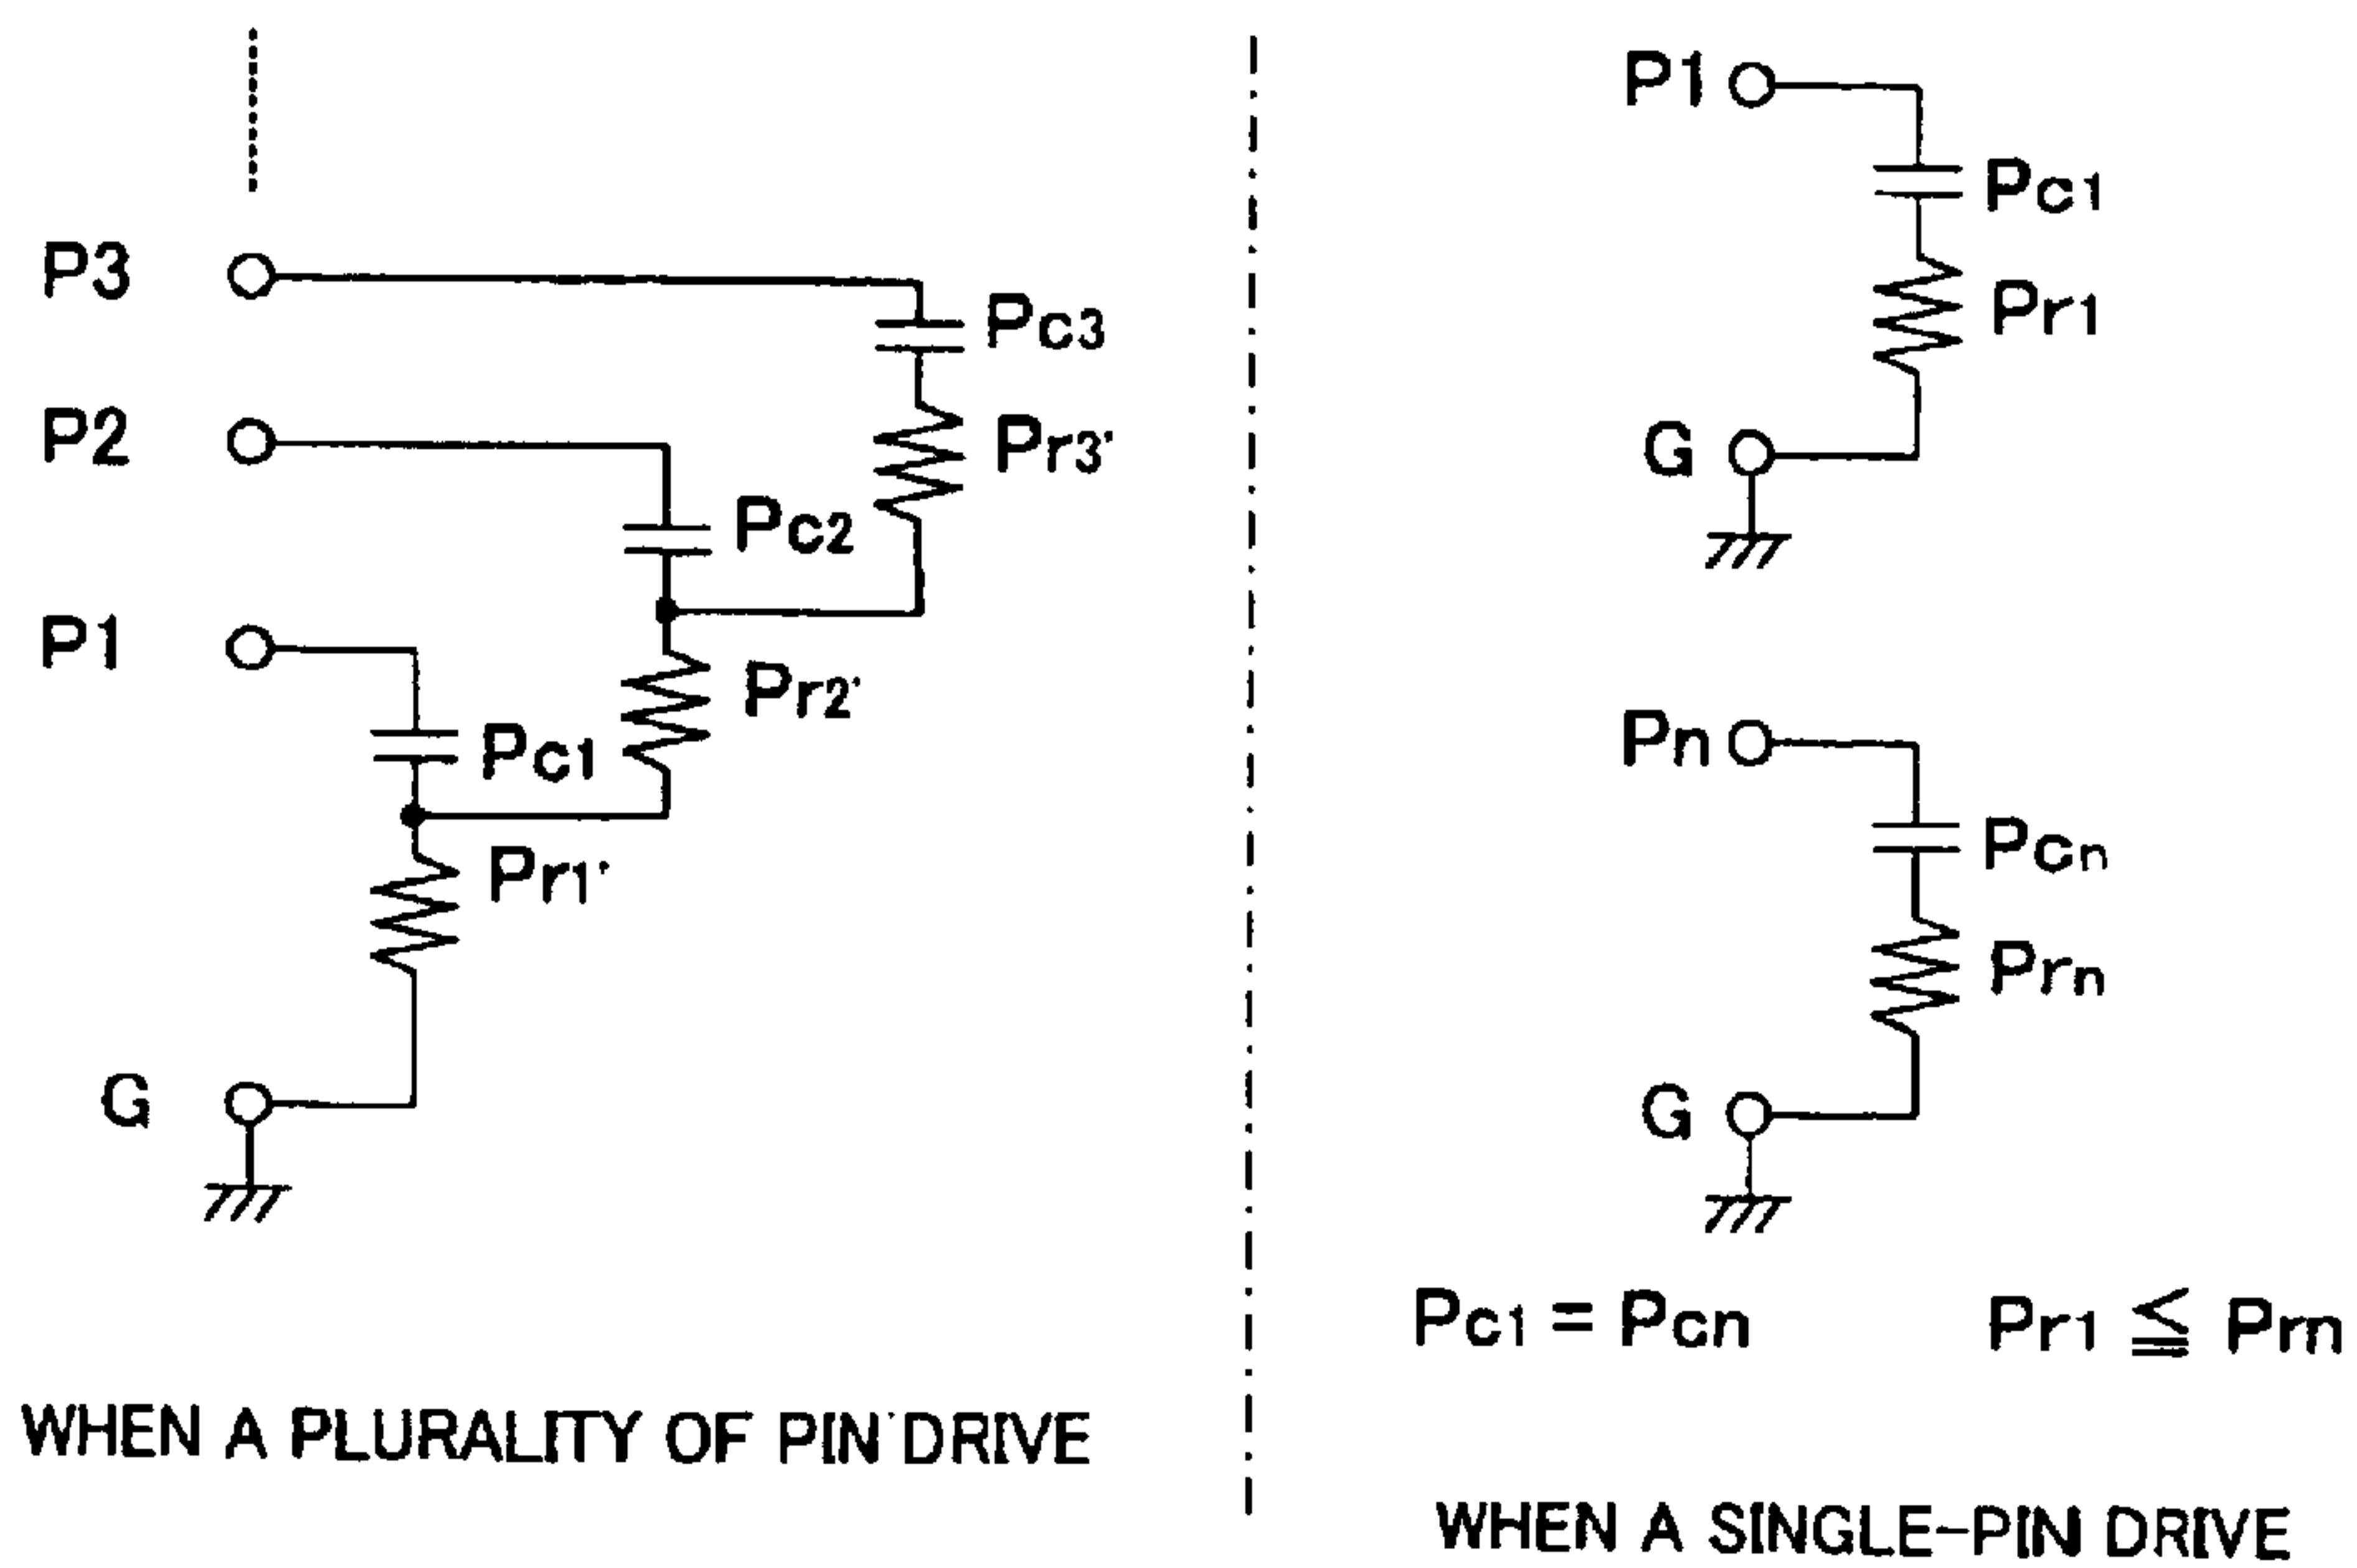 P3
Pc3
Pr3'
P2
Pc2
Pr2'
P1
Pc1
Pr1'
G
WHEN A PLURALITY OF PIN DRIVE
P1
Pc1
Pr1
G
Pn
Pcn
Prn
G
Pc1 = Pcn
Pr1 ≦ Prn
WHEN A SINGLE-PIN DRIVE